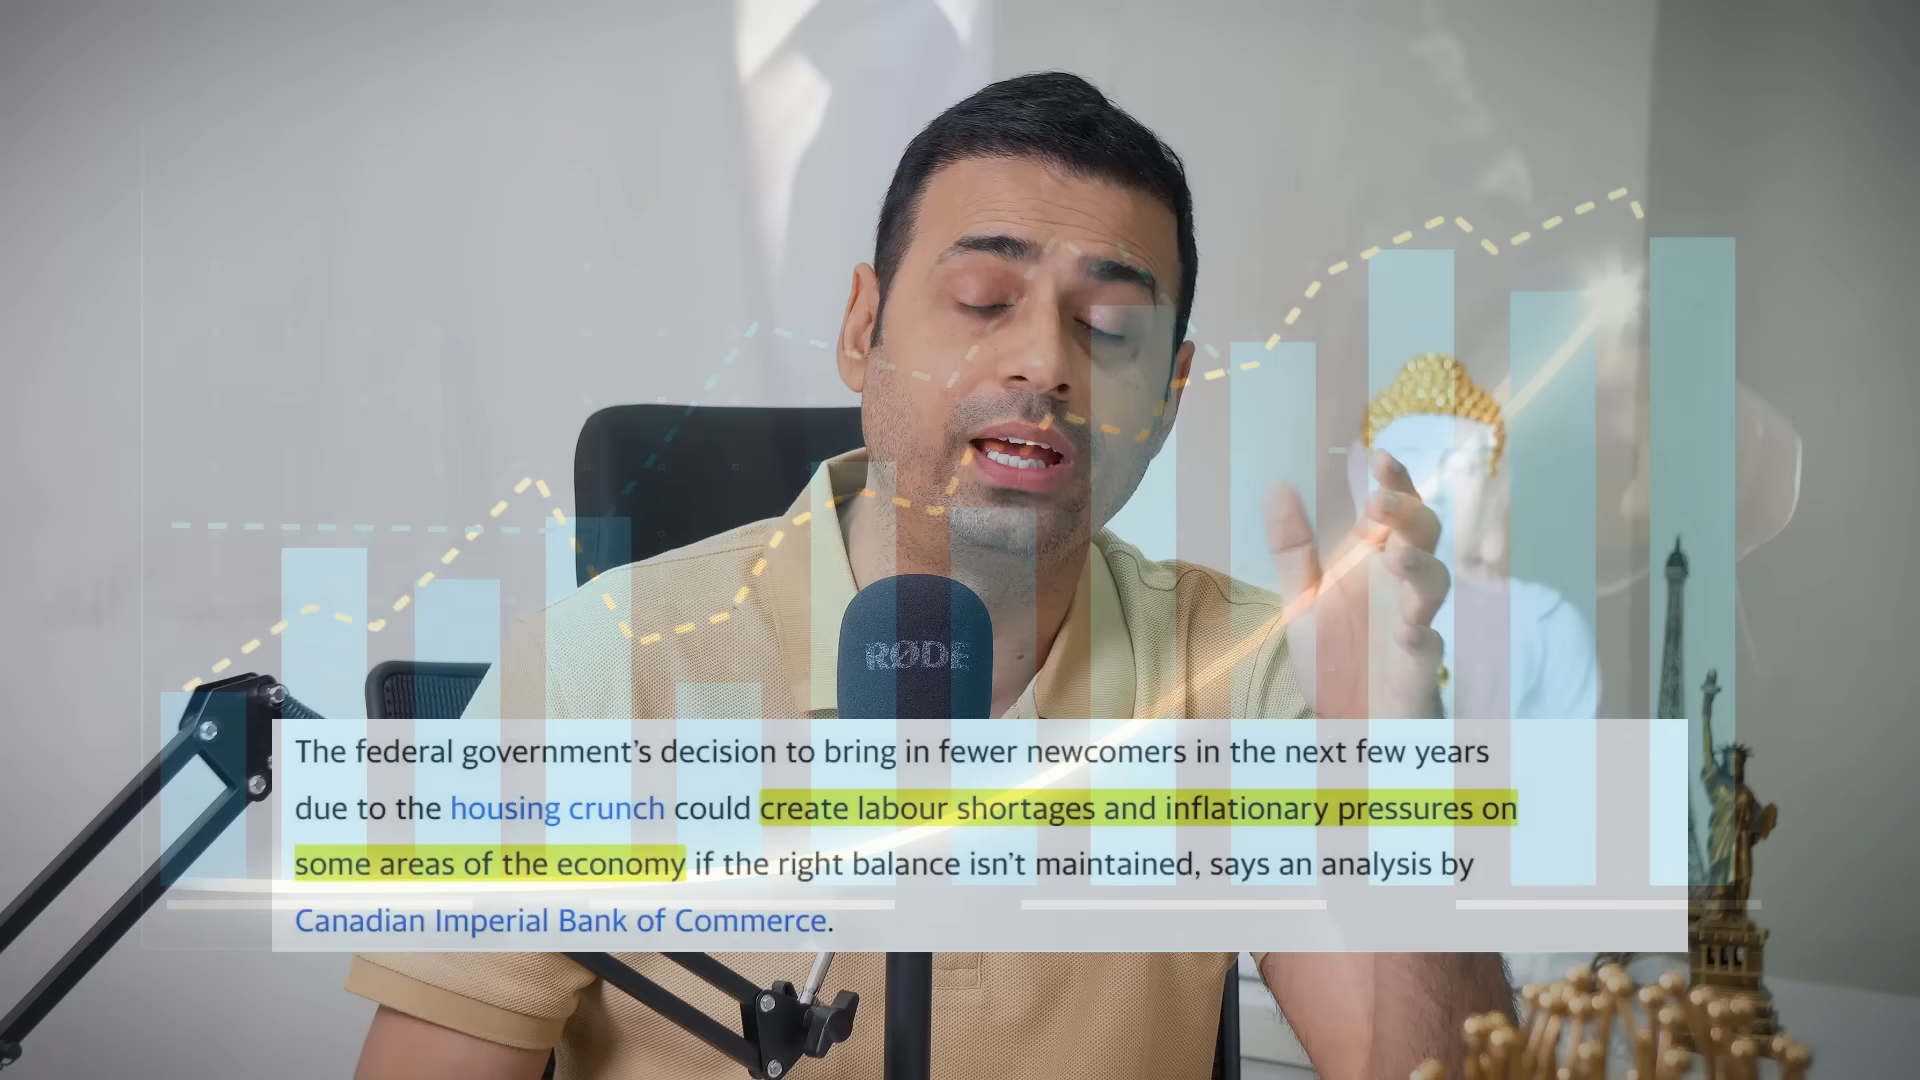 RØDE
The federal government’s decision to bring in fewer newcomers in the next few years
due to the housing crunch could create labour shortages and inflationary pressures on
some areas of the economy if the right balance isn’t maintained, says an analysis by
Canadian Imperial Bank of Commerce.